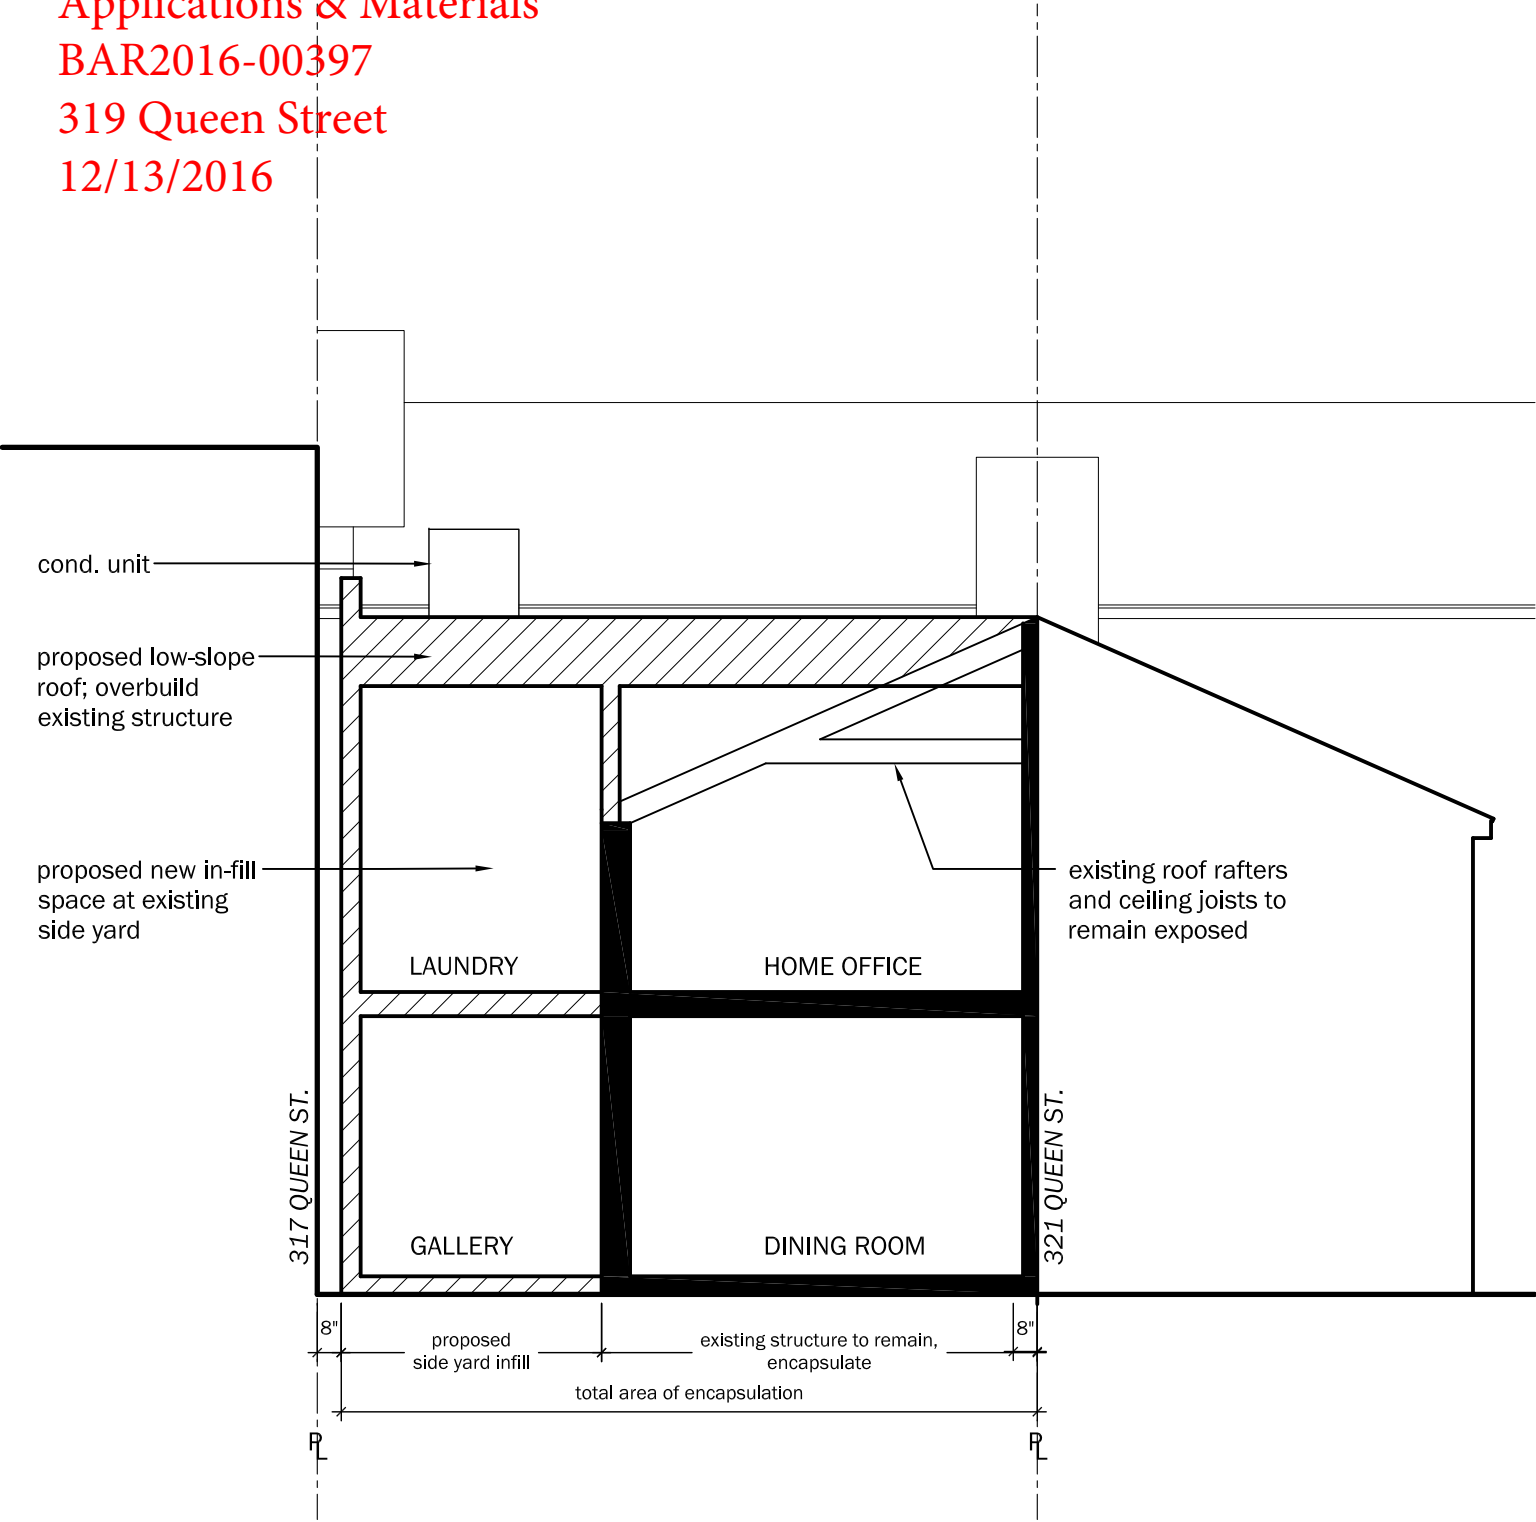 Applications & Materials
BAR2016-00397
319 Queen Street
12/13/2016
cond. unit
proposed low-slope
roof; overbuild
existing structure
proposed new in-fill
space at existing
side yard
existing roof rafters
and ceiling joists to
remain exposed
LAUNDRY
HOME OFFICE
GALLERY
DINING ROOM
317 QUEEN ST.
321 QUEEN ST.
8"
proposed
side yard infill
existing structure to remain,
encapsulate
8"
total area of encapsulation
PL
PL